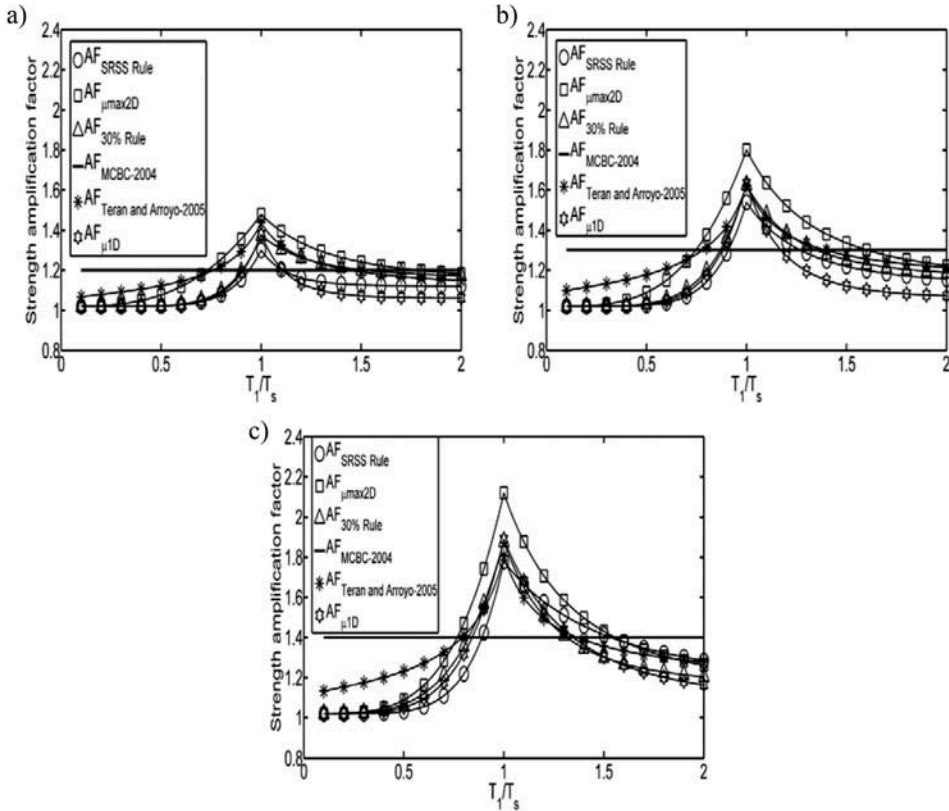 a)
Strength amplification factor
2.4
2.2
2
1.8
1.6
1.4
1.2
1
0.8
AF SRSS Rule
AF μmax2D
AF 30% Rule
AF MCBC-2004
AF Teran and Arroyo-2005
AF μ1D
0
0.5
1
1.5
2
T1/Ts
b)
Strength amplification factor
2.4
2.2
2
1.8
1.6
1.4
1.2
1
0.8
AF SRSS Rule
AF μmax2D
AF 30% Rule
AF MCBC-2004
AF Teran and Arroyo-2005
AF μ1D
0
0.5
1
1.5
2
T1/Ts
c)
Strength amplification factor
2.4
2.2
2
1.8
1.6
1.4
1.2
1
0.8
AF SRSS Rule
AF μmax2D
AF 30% Rule
AF MCBC-2004
AF Teran and Arroyo-2005
AF μ1D
0
0.5
1
1.5
2
T1/Ts